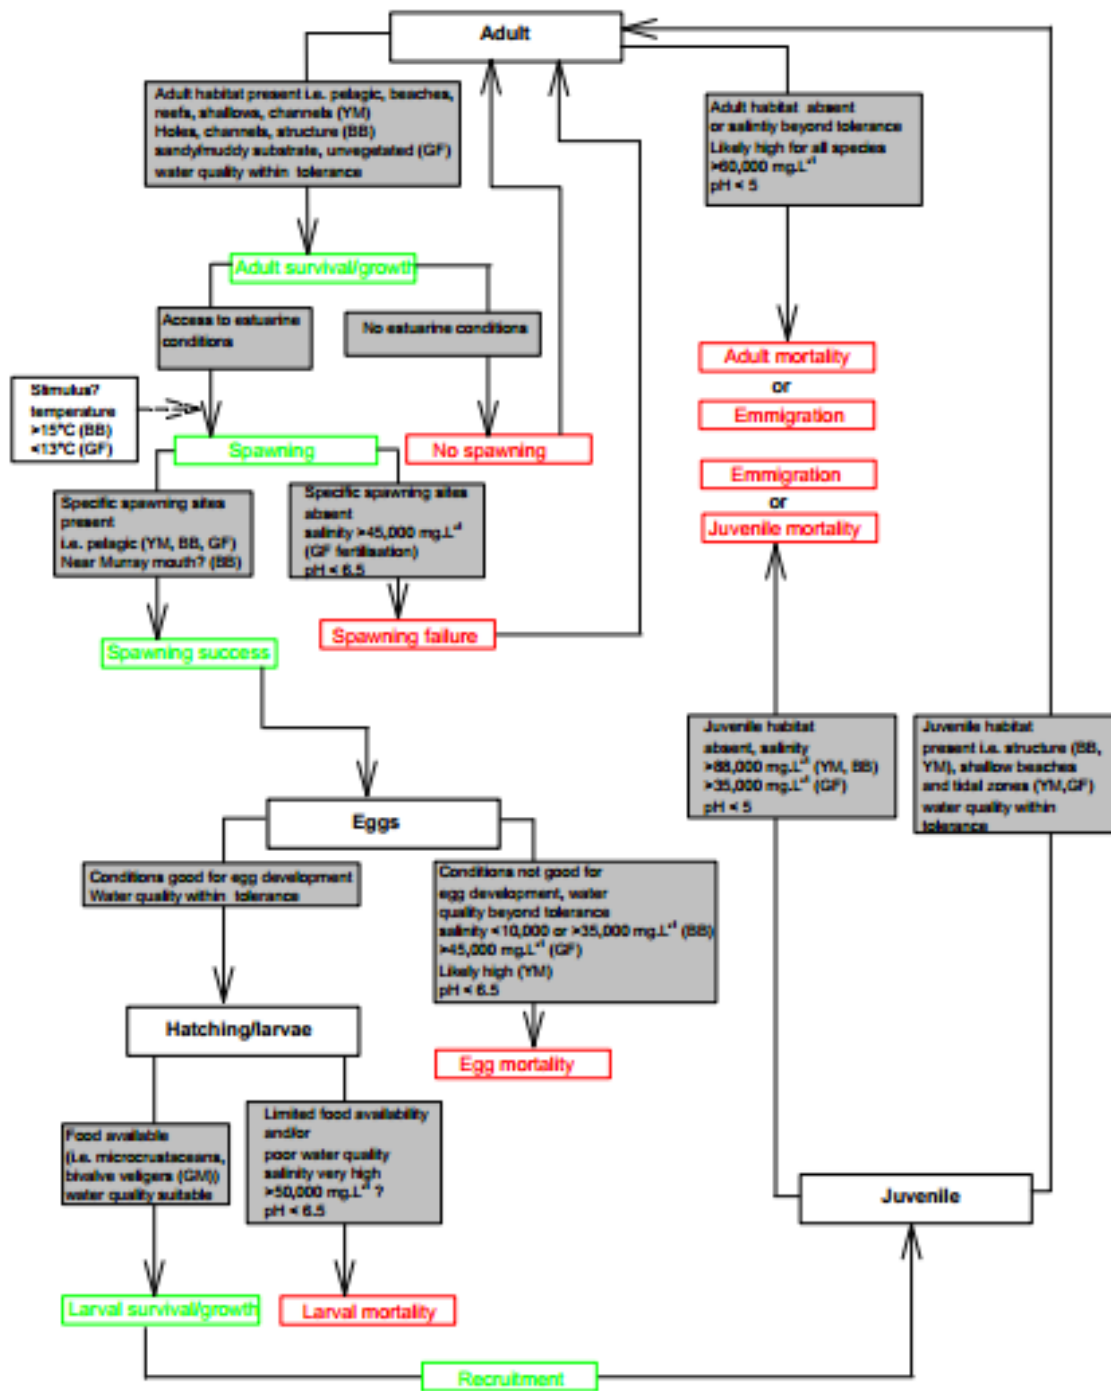 Adult
Adult habitat present i.e. pelagic, beaches,
reefs, shallows, channels (YM)
Holes, channels, structure (BB)
sandy/muddy substrate, unvegetated (GF)
water quality within tolerance
Adult habitat absent
or salintiy beyond tolerance
Likely high for all species
>60,000 mg.L⁻¹
pH < 5
Adult survival/growth
Access to estuarine
conditions
No estuarine conditions
Stimulus?
temperature
>15°C (BB)
<13°C (GF)
Adult mortality
or
Emmigration
Spawning
No spawning
Emmigration
or
Juvenile mortality
Specific spawning sites
present
i.e. pelagic (YM, BB, GF)
Near Murray mouth? (BB)
Specific spawning sites
absent
salinity >45,000 mg.L⁻¹
(GF fertilisation)
pH < 6.5
Spawning failure
Spawning success
Juvenile habitat
absent, salinity
>88,000 mg.L⁻¹ (YM, BB)
>35,000 mg.L⁻¹ (GF)
pH < 5
Juvenile habitat
present i.e. structure (BB,
YM), shallow beaches
and tidal zones (YM,GF)
water quality within
tolerance
Eggs
Conditions good for egg development
Water quality within tolerance
Conditions not good for
egg development, water
quality beyond tolerance
salinity <10,000 or >35,000 mg.L⁻¹ (BB)
>45,000 mg.L⁻¹ (GF)
Likely high (YM)
pH < 6.5
Hatching/larvae
Egg mortality
Food available
(i.e. microcrustaceans,
bivalve veligers (GM))
water quality suitable
Limited food availability
and/or
poor water quality
salinity very high
>50,000 mg.L⁻¹ ?
pH < 6.5
Juvenile
Larval survival/growth
Larval mortality
Recruitment